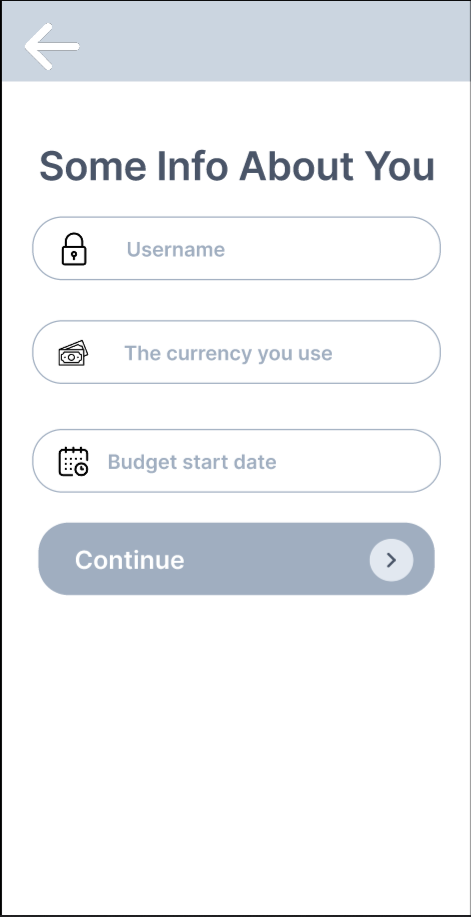 Some Info About You
Username
The currency you use
Budget start date
Continue